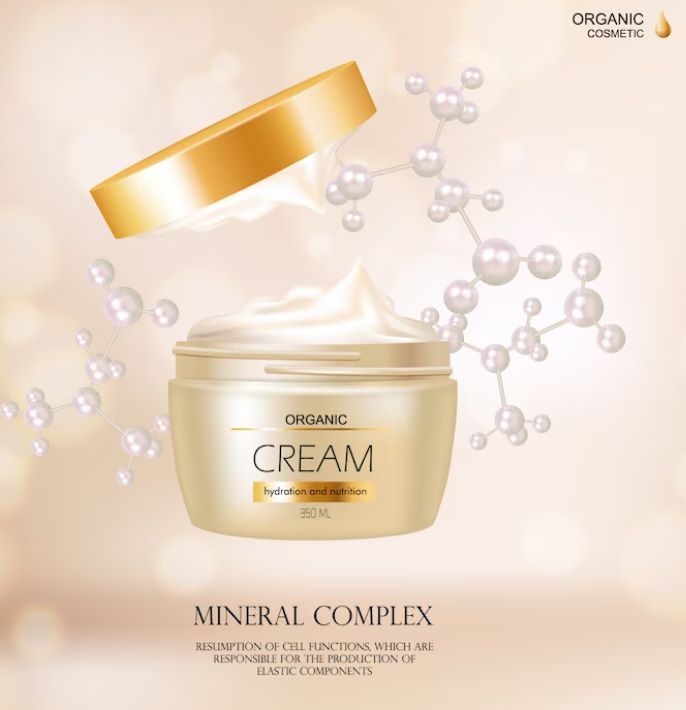 ORGANIC
COSMETIC
ORGANIC
CREAM
hydration and nutrition
350 ML
MINERAL COMPLEX
RESUMPTION OF CELL FUNCTIONS, WHICH ARE
RESPONSIBLE FOR THE PRODUCTION OF
ELASTIC COMPONENTS